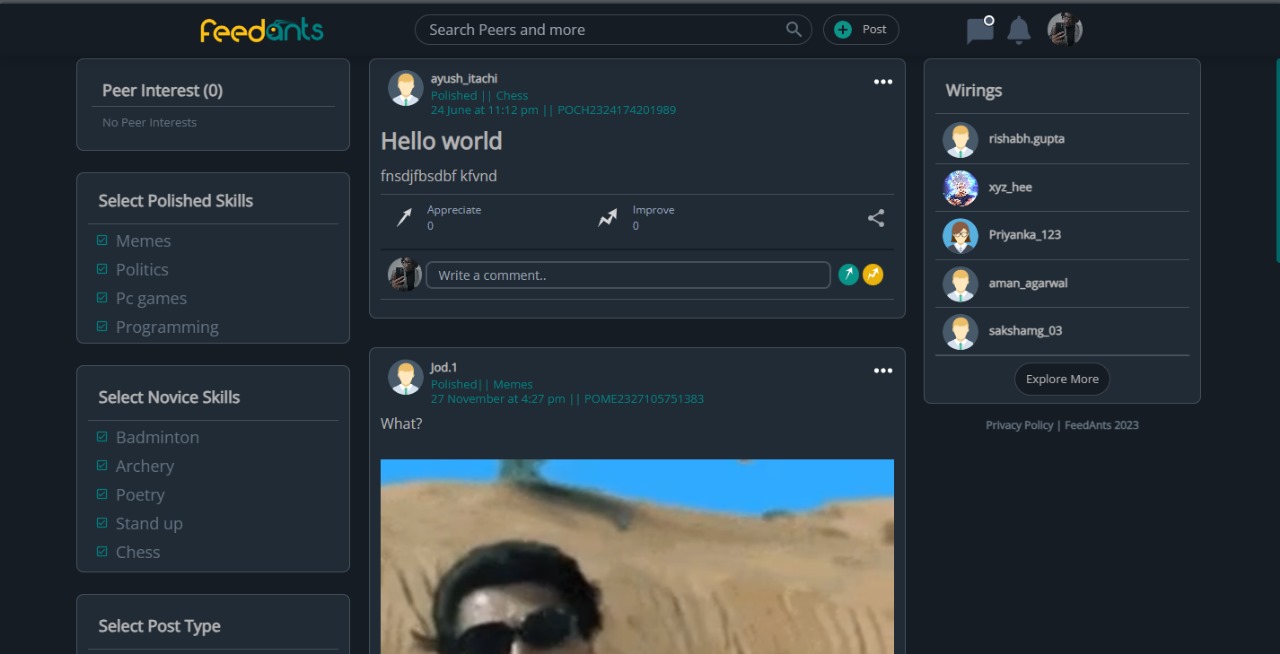 feedants
Search Peers and more
Post
Peer Interest (0)
No Peer Interests
Select Polished Skills
Memes
Politics
Pc games
Programming
Select Novice Skills
Badminton
Archery
Poetry
Stand up
Chess
Select Post Type
ayush_itachi
Polished || Chess
24 June at 11:12 pm || POCH2324174201989
Hello world
fnsdjfbsdbf kfvnd
Appreciate
0
Improve
0
Write a comment..
Jod.1
Polished|| Memes
27 November at 4:27 pm || POME2327105751383
What?
Wirings
rishabh.gupta
xyz_hee
Priyanka_123
aman_agarwal
sakshamg_03
Explore More
Privacy Policy | FeedAnts 2023